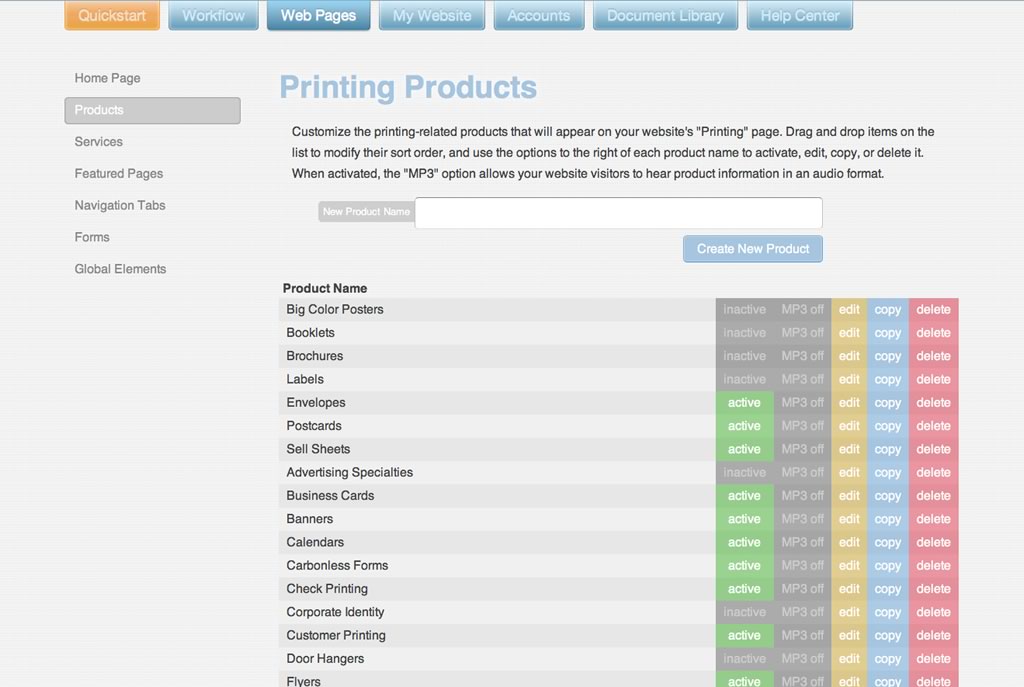 Quickstart Workflow Web Pages My Website Accounts Document Library Help Center
Home Page
Products
Services
Featured Pages
Navigation Tabs
Forms
Global Elements
Printing Products
Customize the printing-related products that will appear on your website's "Printing" page. Drag and drop items on the
list to modify their sort order, and use the options to the right of each product name to activate, edit, copy, or delete it.
When activated, the "MP3" option allows your website visitors to hear product information in an audio format.
New Product Name
Create New Product
Product Name
Big Color Posters inactive MP3 off edit copy delete
Booklets inactive MP3 off edit copy delete
Brochures inactive MP3 off edit copy delete
Labels inactive MP3 off edit copy delete
Envelopes active MP3 off edit copy delete
Postcards active MP3 off edit copy delete
Sell Sheets active MP3 off edit copy delete
Advertising Specialties inactive MP3 off edit copy delete
Business Cards active MP3 off edit copy delete
Banners active MP3 off edit copy delete
Calendars active MP3 off edit copy delete
Carbonless Forms active MP3 off edit copy delete
Check Printing active MP3 off edit copy delete
Corporate Identity inactive MP3 off edit copy delete
Customer Printing active MP3 off edit copy delete
Door Hangers inactive MP3 off edit copy delete
Flyers active MP3 off edit copy delete